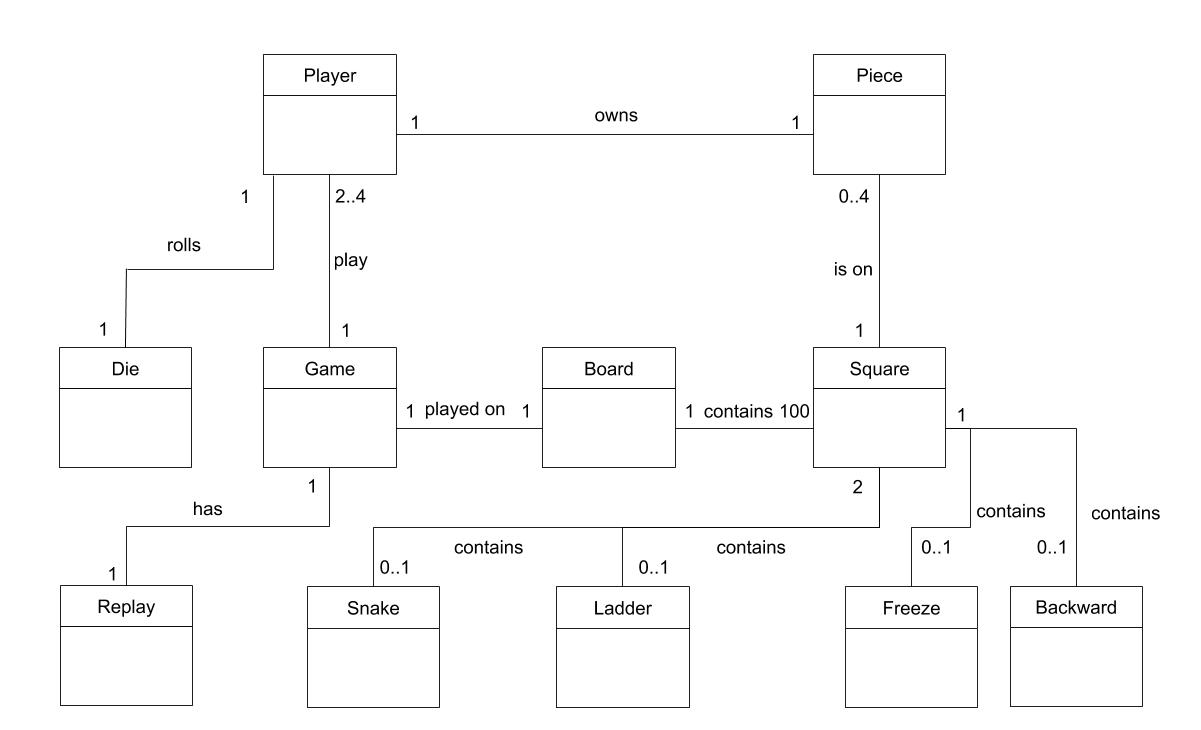 Player
Piece
owns
1
1
1
2..4
0..4
rolls
play
is on
1
1
1
Die
Game
Board
Square
1 played on 1
1 contains 100
1
1
2
has
contains
contains
contains
contains
0..1
0..1
1
0..1
0..1
Replay
Snake
Ladder
Freeze
Backward